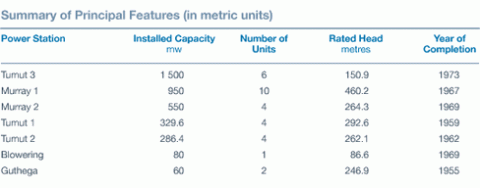 Summary of Principal Features (in metric units)
Power Station Installed Capacity Number of Rated Head Year of
mw Units metres Completion
Tumut 3 1 500 6 150.9 1973
Murray 1 950 10 460.2 1967
Murray 2 550 4 264.3 1969
Tumut 1 329.6 4 292.6 1959
Tumut 2 286.4 4 262.1 1962
Blowering 80 1 86.6 1969
Guthega 60 2 246.9 1955